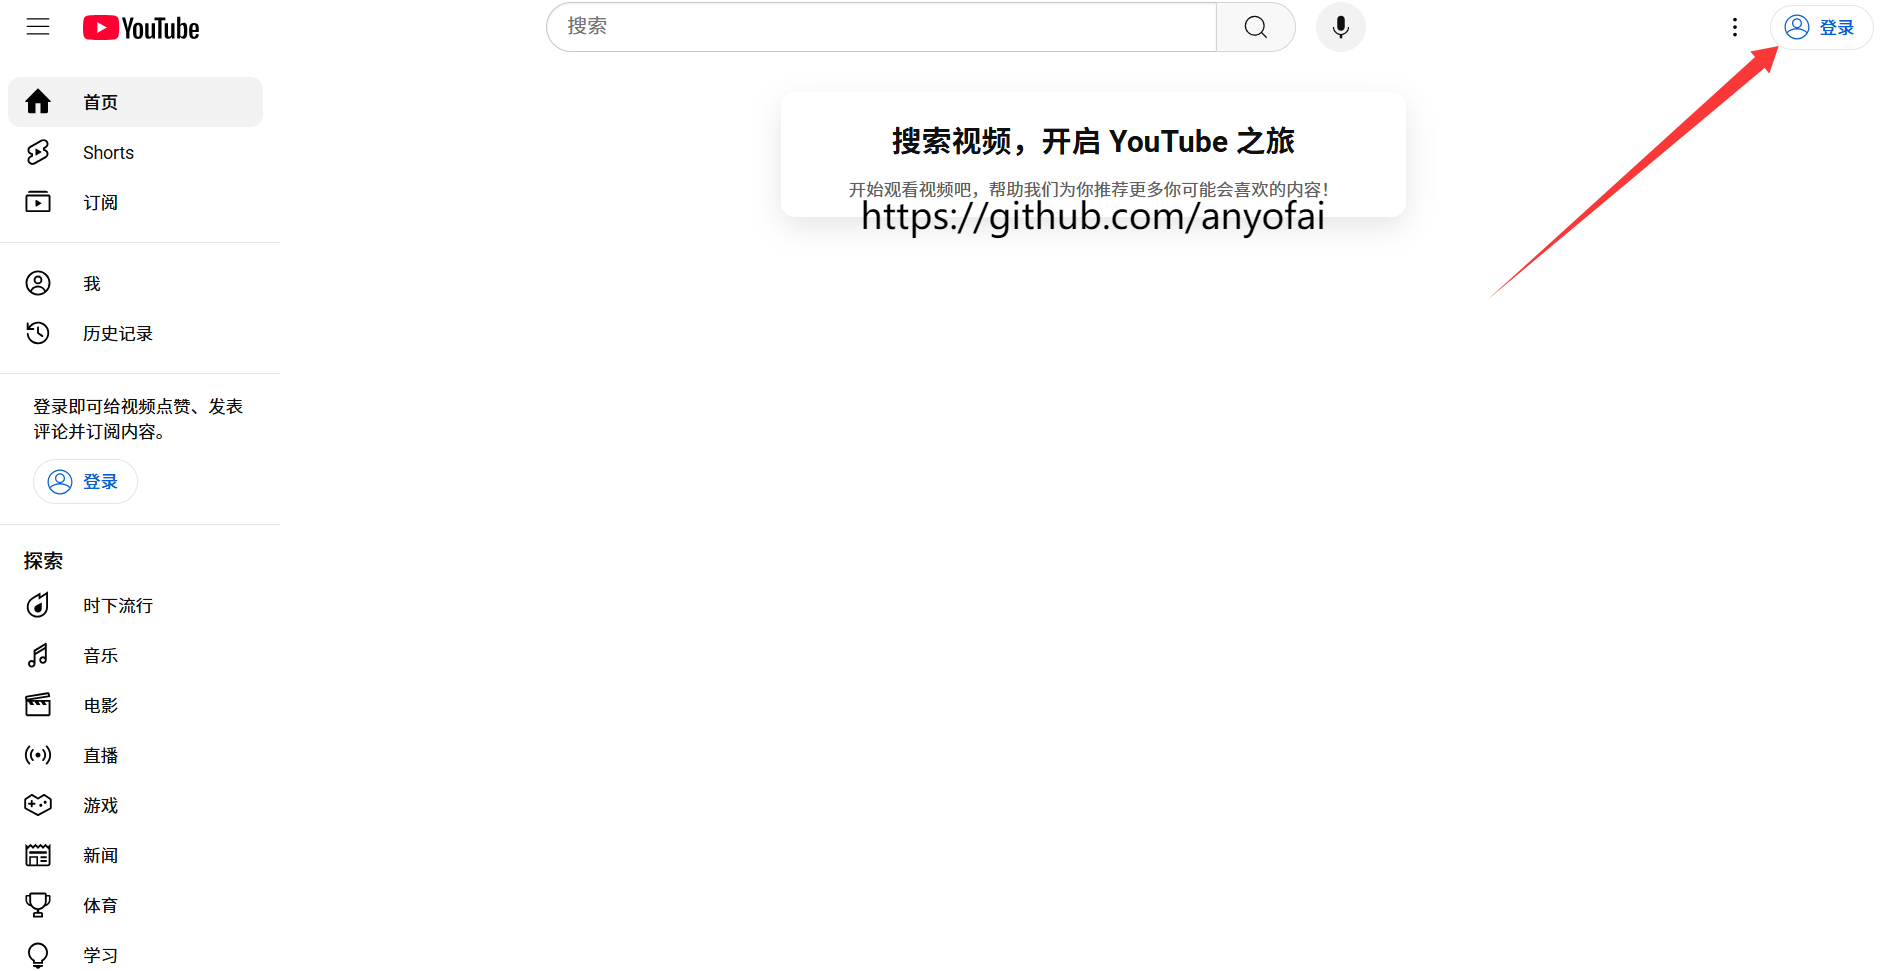 YouTube
搜索
登录
首页
Shorts
订阅
我
历史记录
登录即可给视频点赞、发表
评论并订阅内容。
登录
探索
时下流行
音乐
电影
直播
游戏
新闻
体育
学习
搜索视频，开启 YouTube 之旅
开始观看视频吧，帮助我们为你推荐更多你可能会喜欢的内容！
https://github.com/anyofai